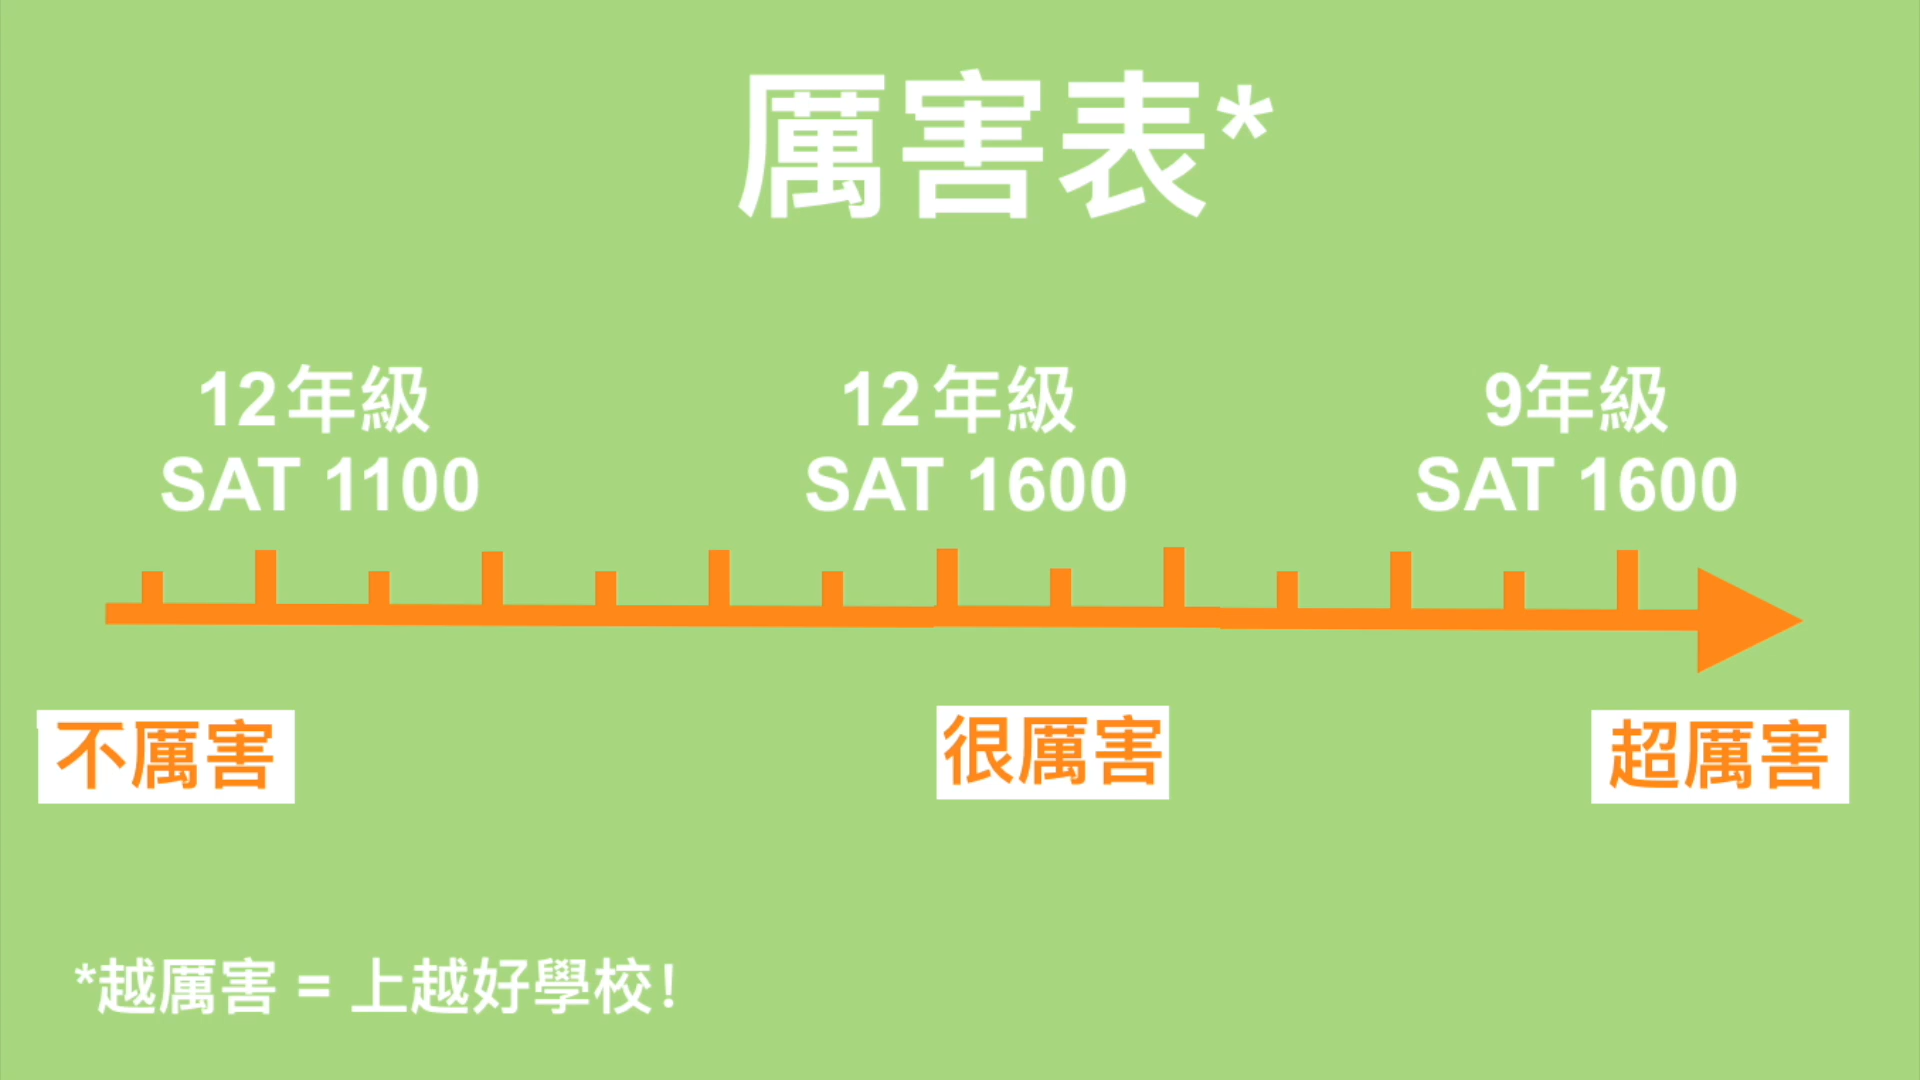 厲害表*
12年級
SAT 1100
12年級
SAT 1600
9年級
SAT 1600
不厲害
很厲害
超厲害
*越厲害 = 上越好學校!